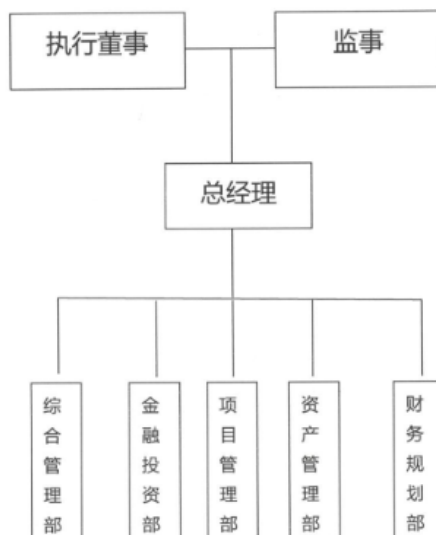 执行董事
监事
总经理
综合管理部
金融投资部
项目管理部
资产管理部
财务规划部